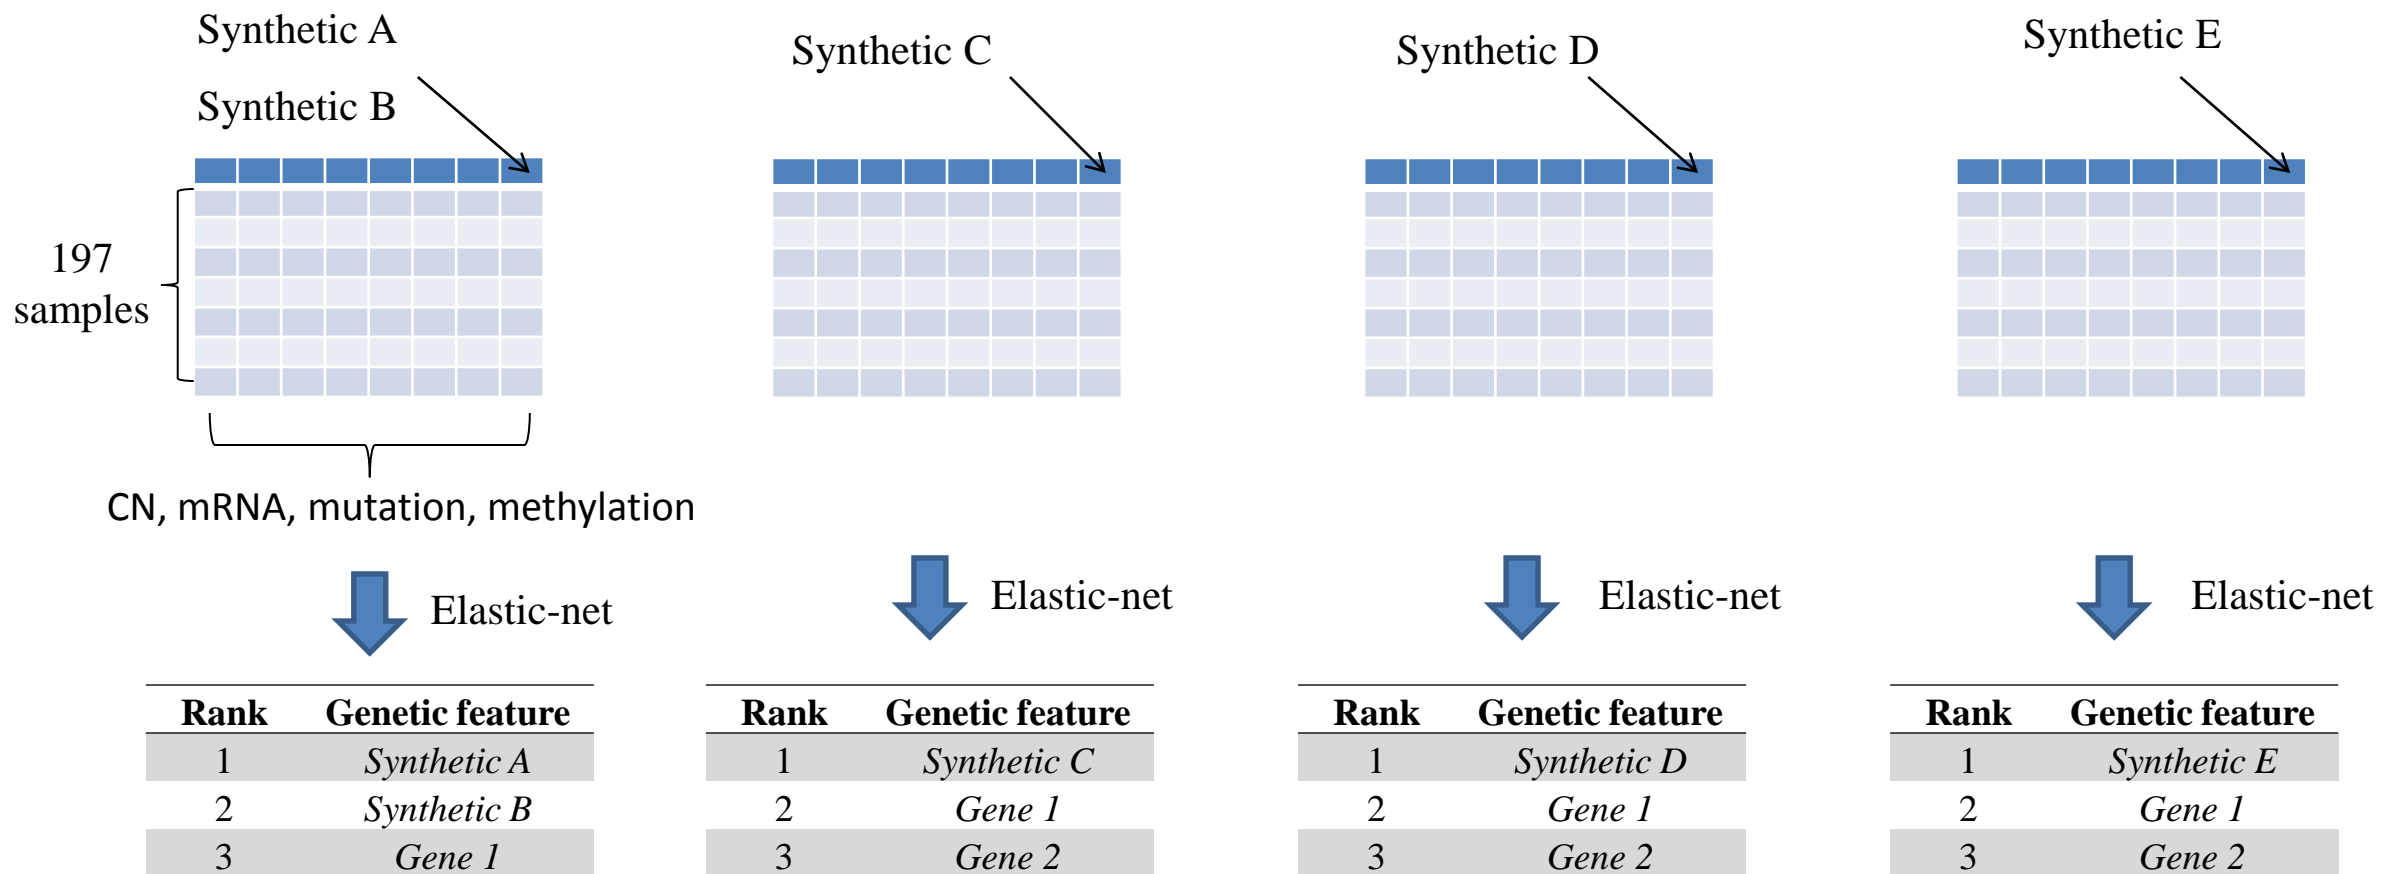 Synthetic A
Synthetic B
Synthetic C
Synthetic D
Synthetic E
197
samples
CN, mRNA, mutation, methylation
Elastic-net
Elastic-net
Elastic-net
Elastic-net
Rank Genetic feature
1 Synthetic A
2 Synthetic B
3 Gene 1
Rank Genetic feature
1 Synthetic C
2 Gene 1
3 Gene 2
Rank Genetic feature
1 Synthetic D
2 Gene 1
3 Gene 2
Rank Genetic feature
1 Synthetic E
2 Gene 1
3 Gene 2